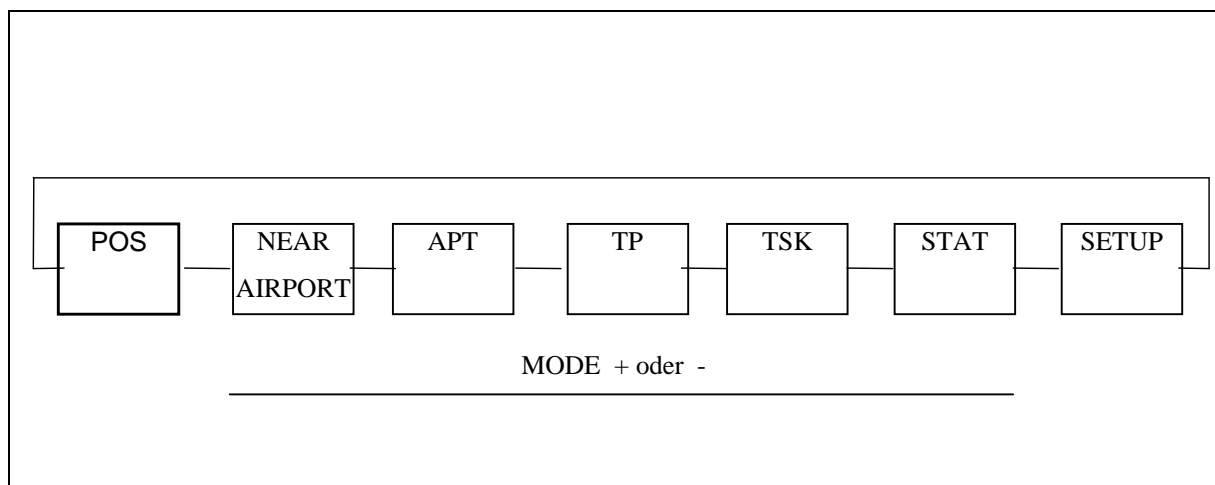 POS
NEAR
AIRPORT
APT
TP
TSK
STAT
SETUP
MODE + oder -